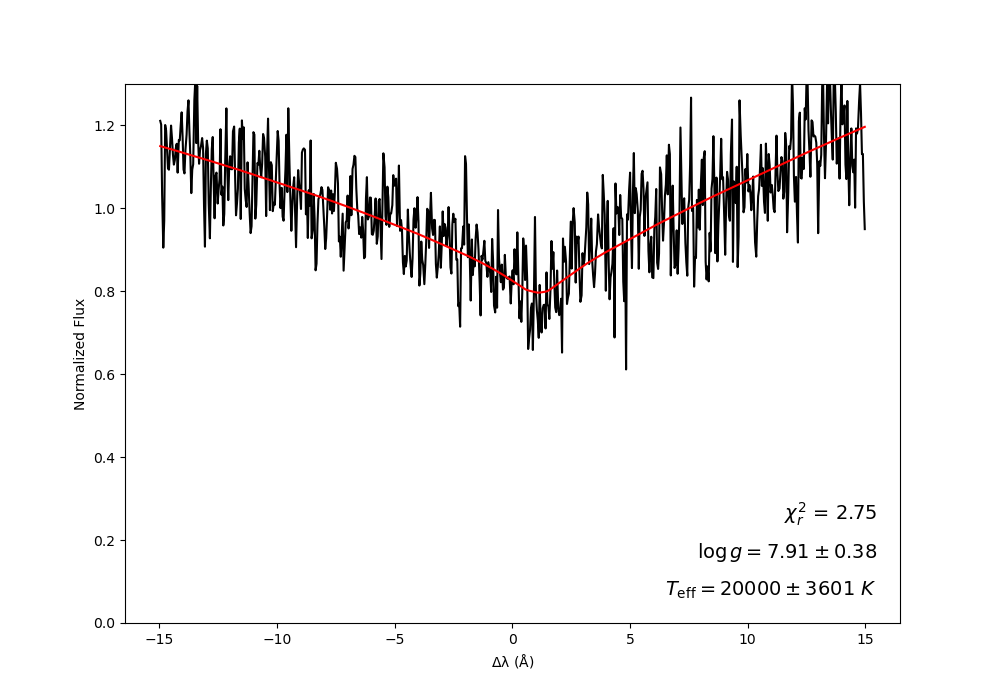 1.2
1.0
0.8
0.6
0.4
0.2
0.0
Normalized Flux
χ²ᵣ = 2.75
log g = 7.91 ± 0.38
T_eff = 20000 ± 3601 K
−15 −10 −5 0 5 10 15
Δλ (Å)